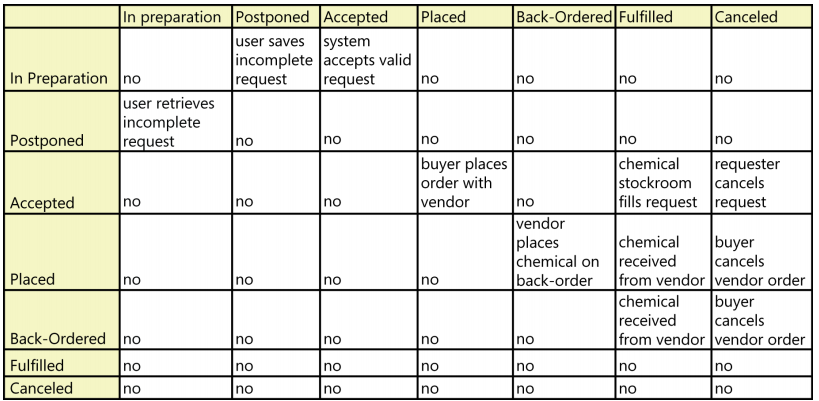 In preparation Postponed Accepted Placed Back-Ordered Fulfilled Canceled
In Preparation no user saves incomplete request system accepts valid request no no no no
Postponed user retrieves incomplete request no no no no no no
Accepted no no no buyer places order with vendor no chemical stockroom fills request requester cancels request
Placed no no no no vendor places chemical on back-order chemical received from vendor buyer cancels vendor order
Back-Ordered no no no no no chemical received from vendor buyer cancels vendor order
Fulfilled no no no no no no no
Canceled no no no no no no no